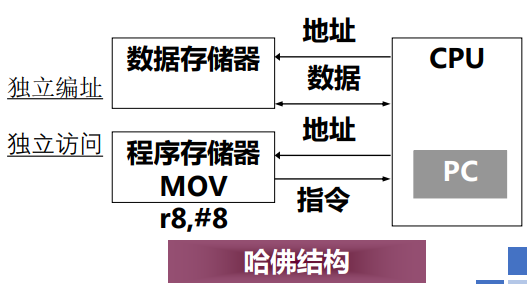 地址
数据存储器
CPU
独立编址
数据
独立访问
地址
程序存储器
MOV
r8,#8
PC
指令
哈佛结构